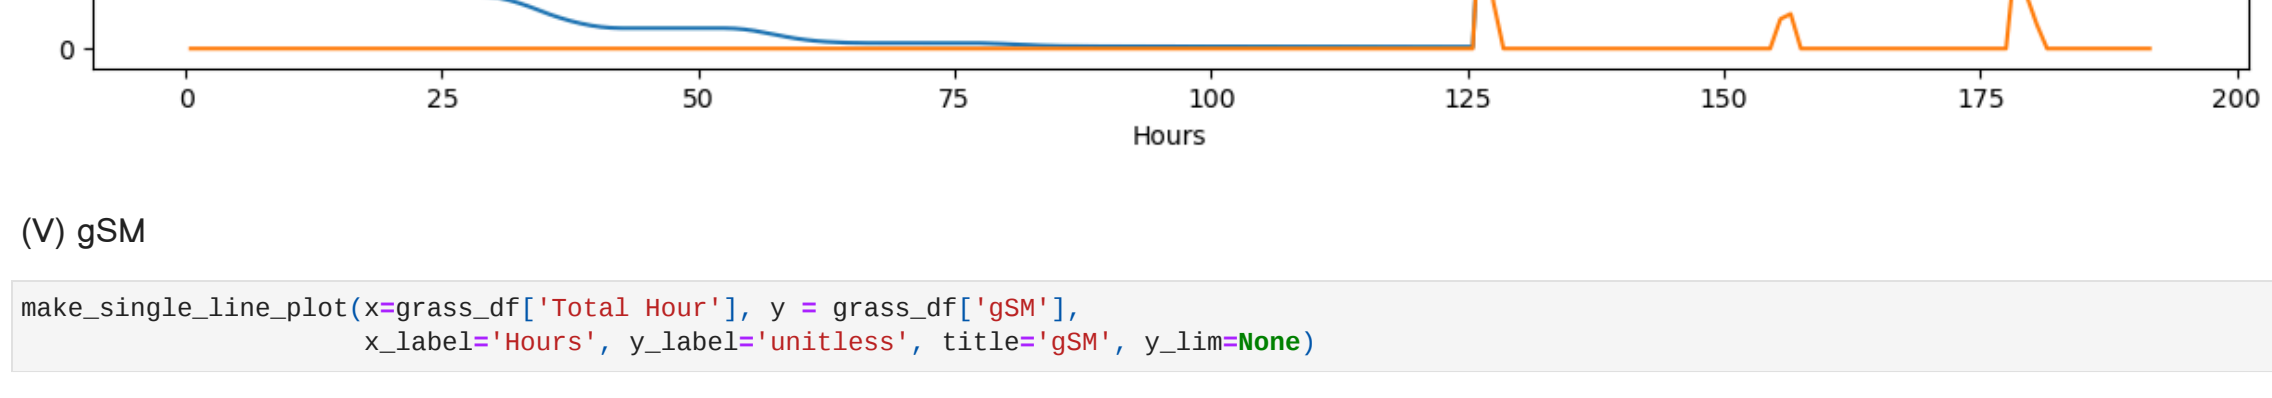 0
0 25 50 75 100 125 150 175 200
Hours
(V) gSM
make_single_line_plot(x=grass_df['Total Hour'], y = grass_df['gSM'],
x_label='Hours', y_label='unitless', title='gSM', y_lim=None)